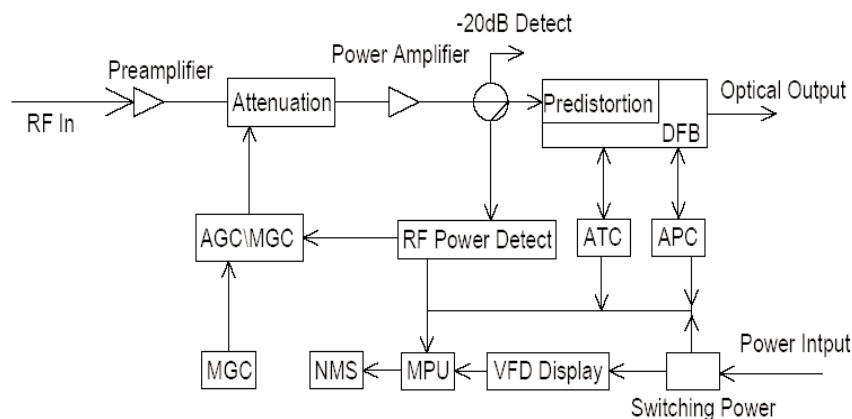 -20dB Detect
Power Amplifier
Preamplifier
Attenuation
Predistortion
Optical Output
RF In
DFB
AGC\MGC
RF Power Detect
ATC
APC
MGC
NMS
MPU
VFD Display
Power Intput
Switching Power